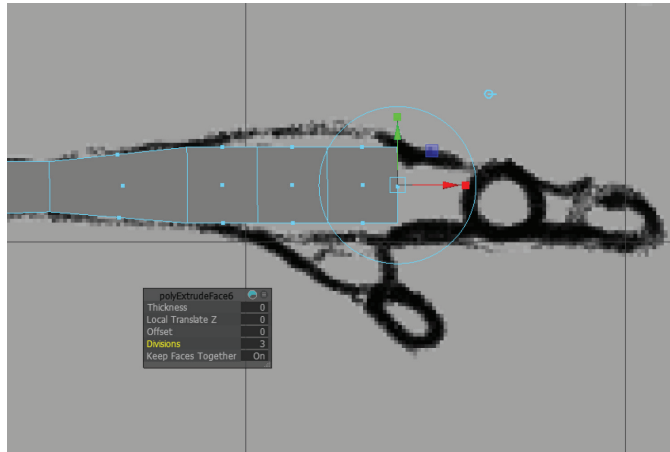 polyExtrudeFace6
Thickness 0
Local Translate Z 0
Offset 0
Divisions 3
Keep Faces Together On